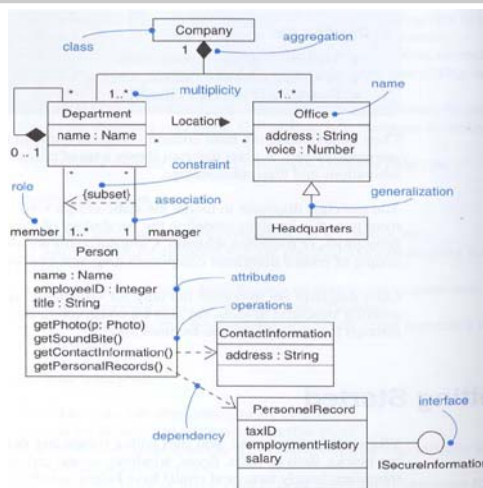 Company
class
1
aggregation
*
1..*
multiplicity
1..*
name
Department
Office
name : Name
Location
address : String
voice : Number
*
*
0 .. 1
*
*
constraint
role
{subset}
generalization
association
Headquarters
member
1..*
1
manager
Person
name : Name
employeeID : Integer
title : String
attributes
operations
getPhoto(p: Photo)
getSoundBite()
getContactInformation()
getPersonalRecords()
ContactInformation
address : String
dependency
PersonnelRecord
interface
taxID
employmentHistory
salary
ISecureInformation